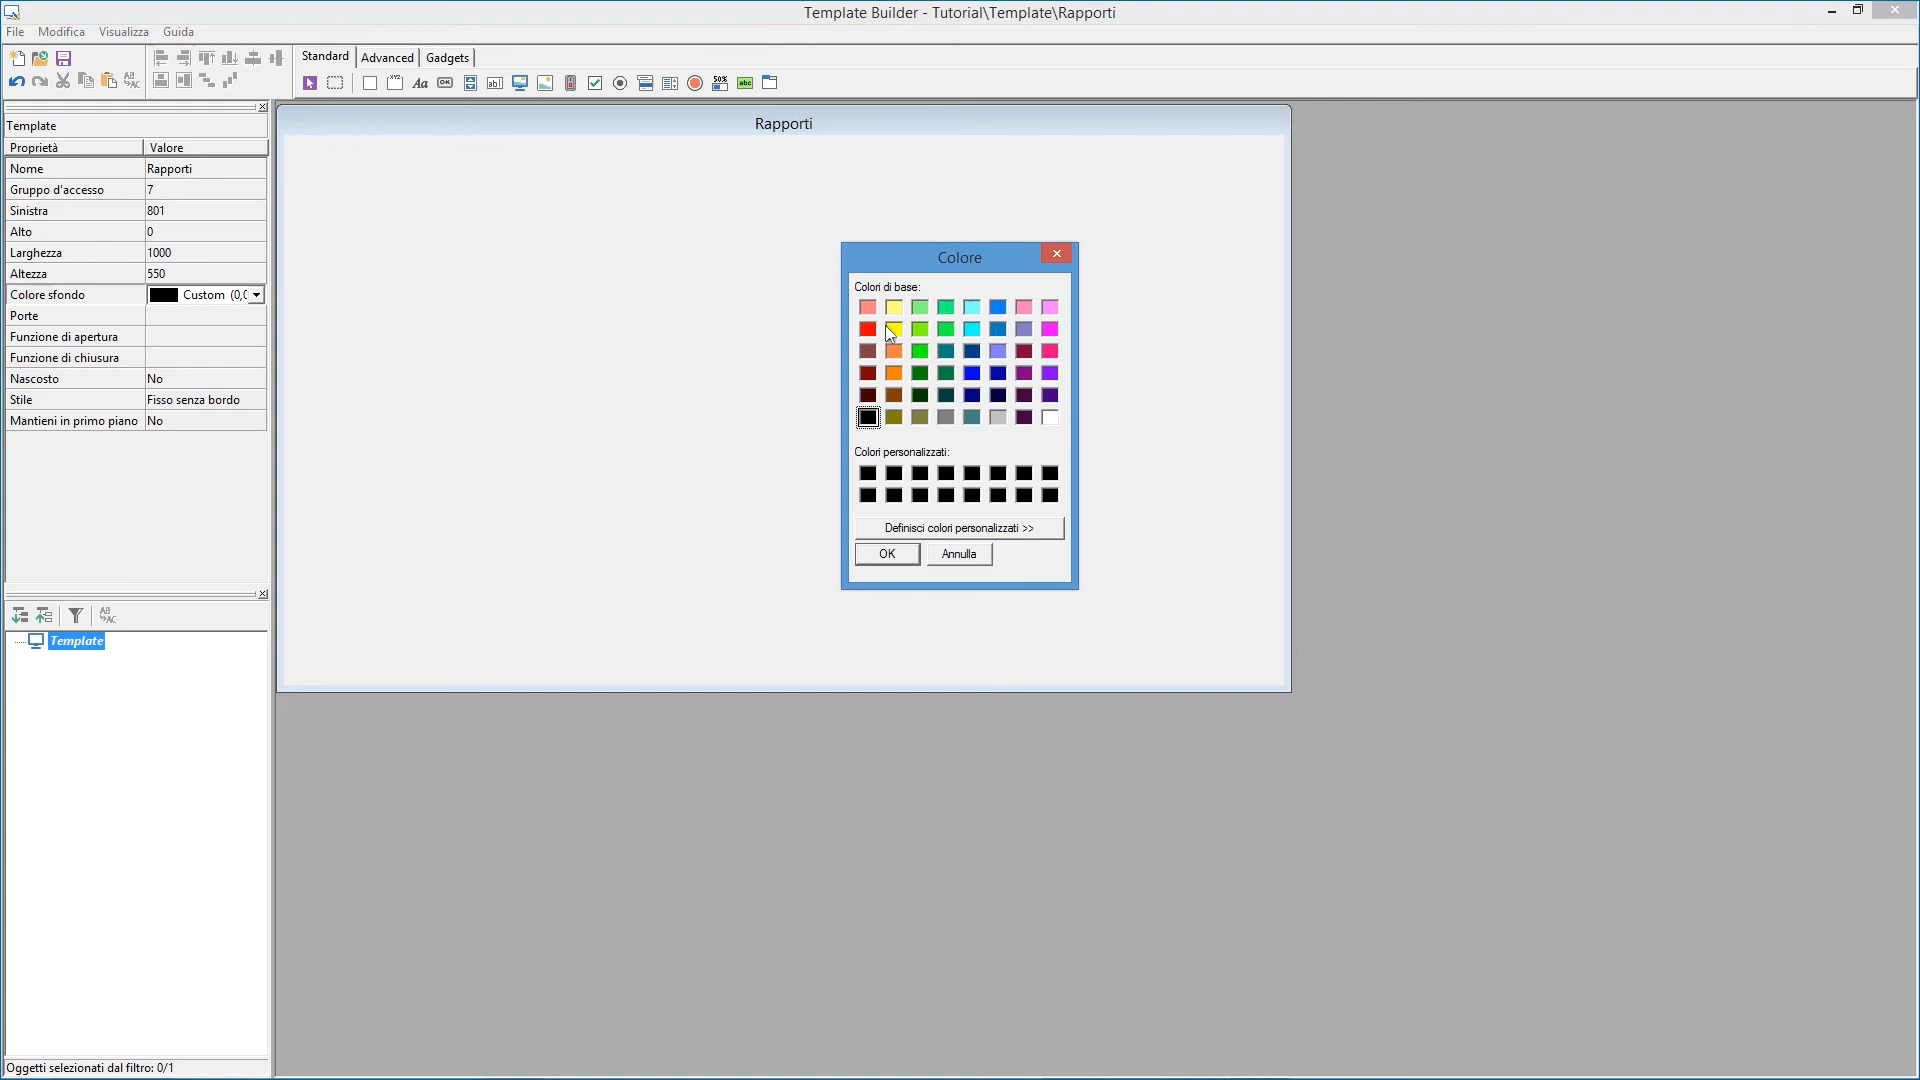 Template Builder - Tutorial\Template\Rapporti
File Modifica Visualizza Guida
Standard Advanced Gadgets
Template
Proprietà Valore
Nome Rapporti
Gruppo d'accesso 7
Sinistra 801
Alto 0
Larghezza 1000
Altezza 550
Colore sfondo Custom (0,0
Porte
Funzione di apertura
Funzione di chiusura
Nascosto No
Stile Fisso senza bordo
Mantieni in primo piano No
Template
Oggetti selezionati dal filtro: 0/1
Rapporti
Colore
Colori di base:
Colori personalizzati:
Definisci colori personalizzati >>
OK Annulla